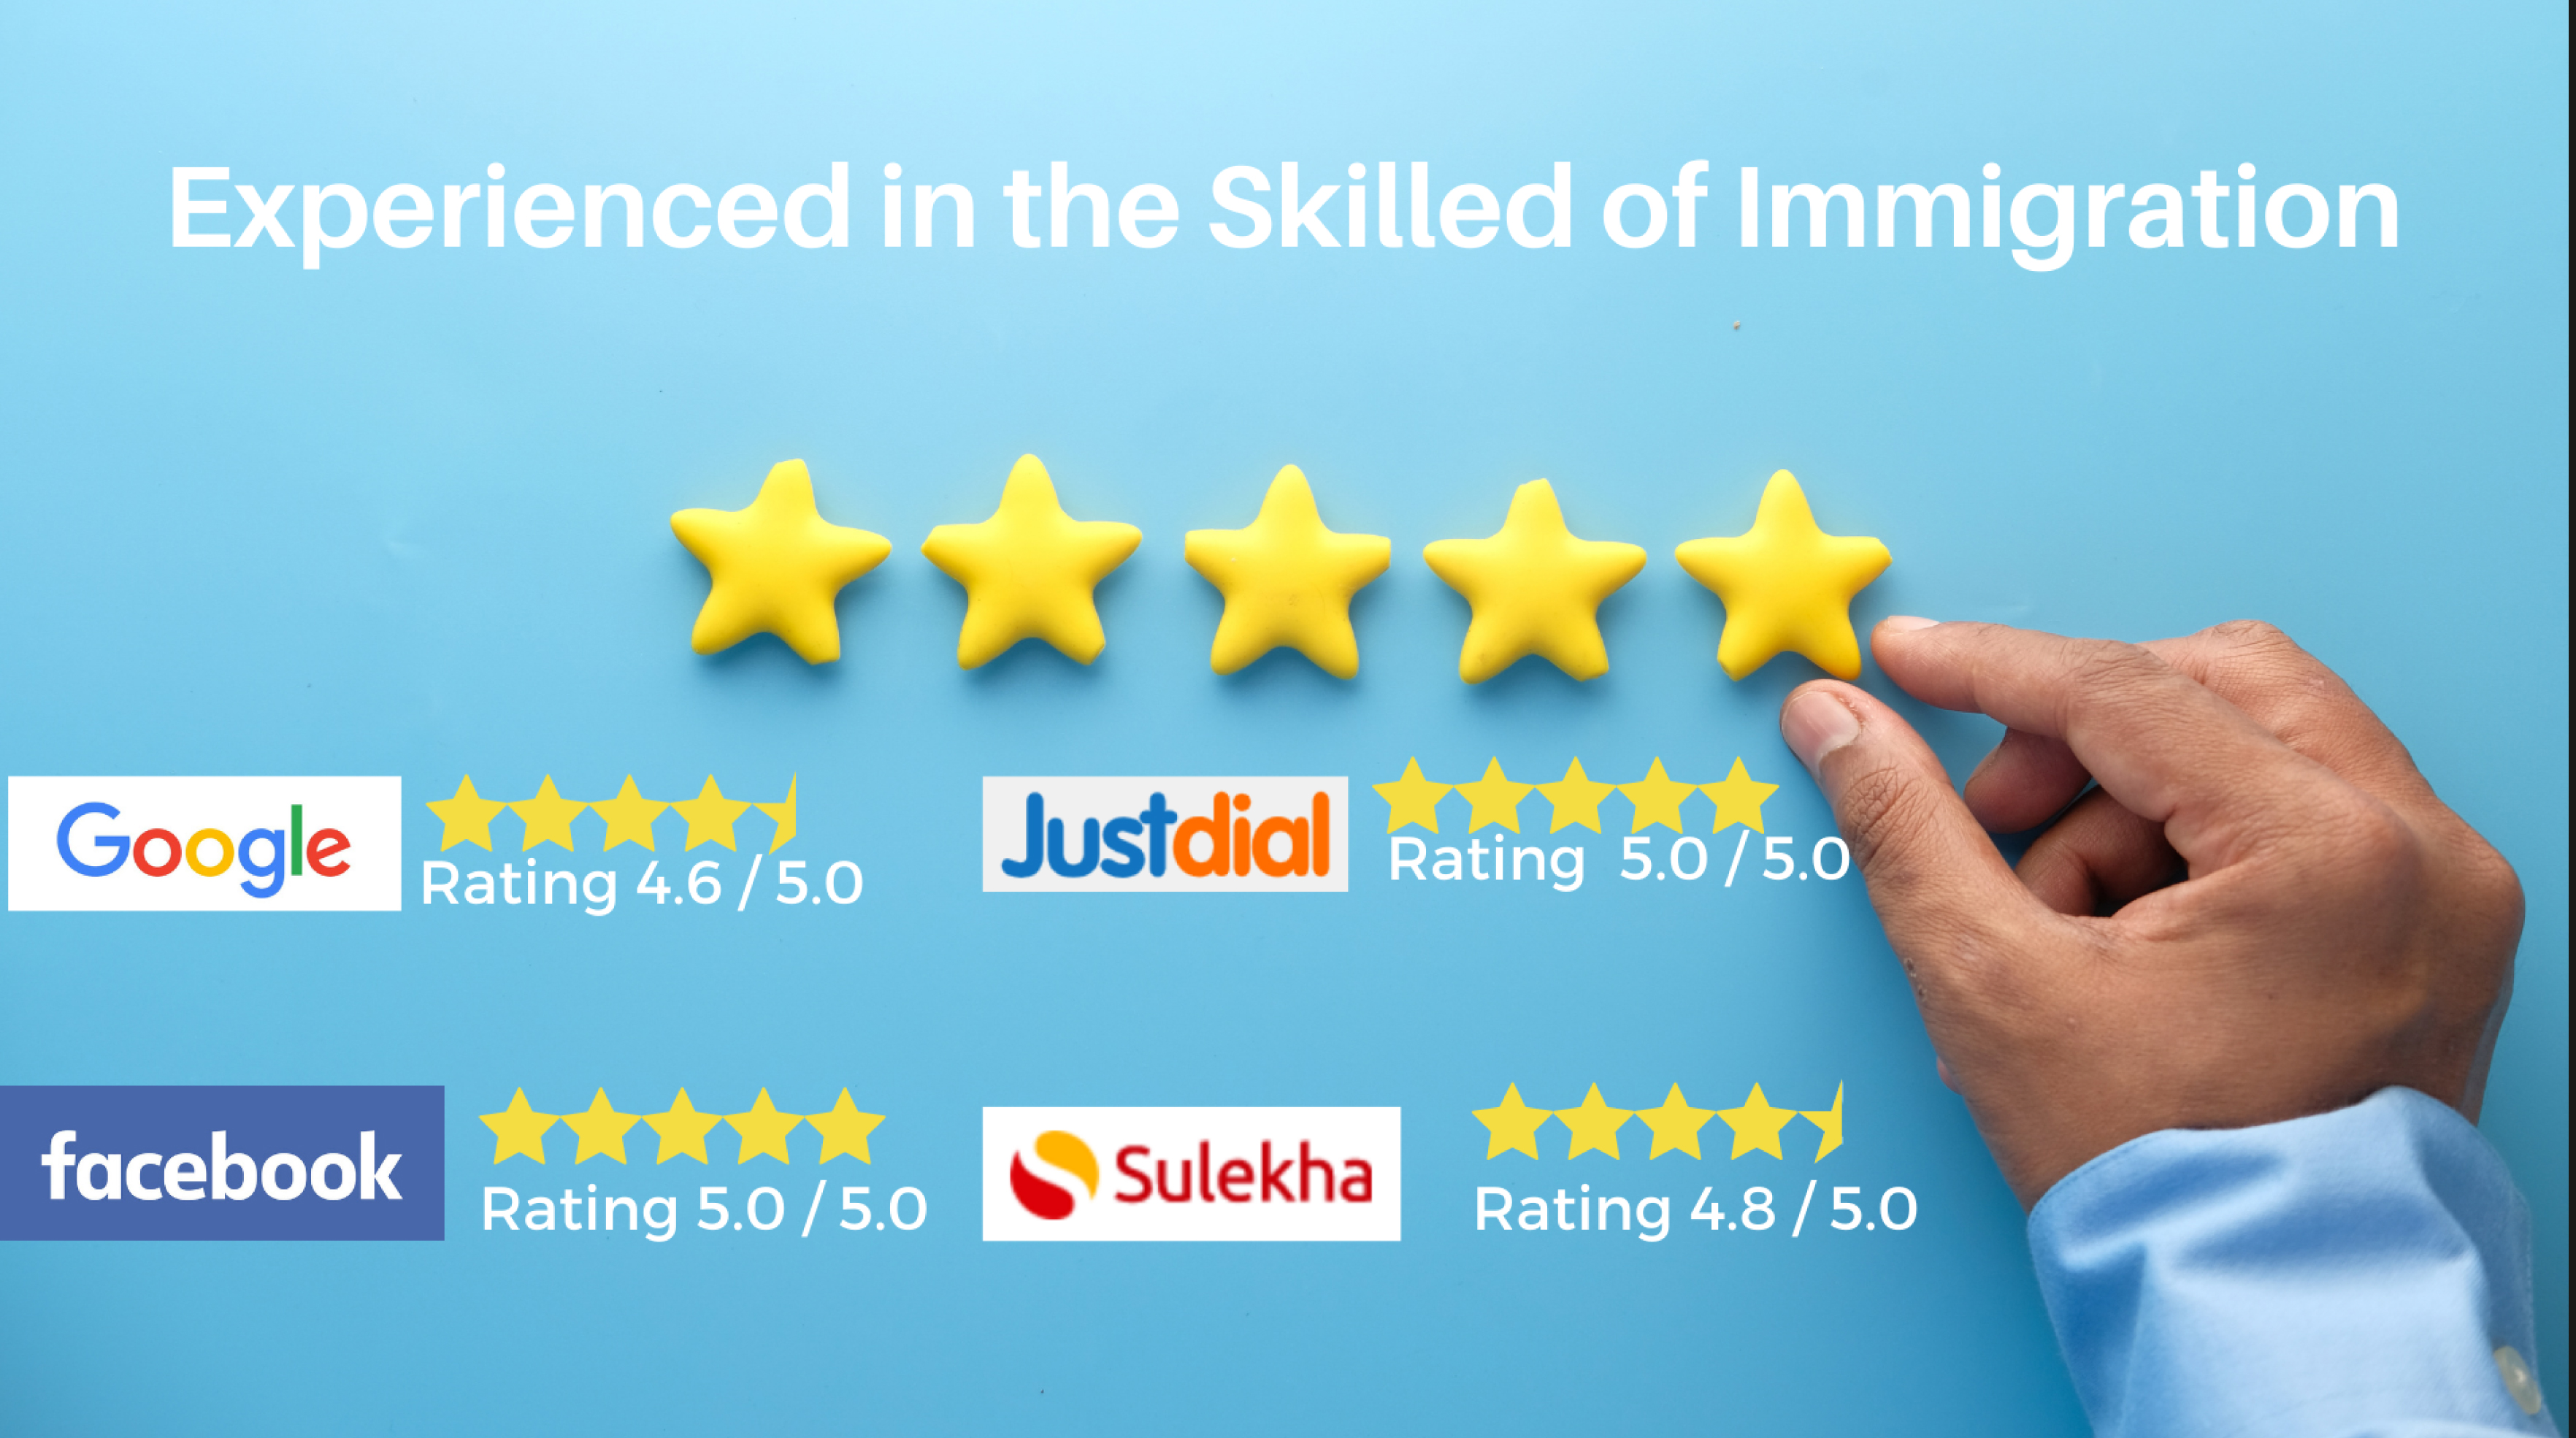 Experienced in the Skilled of Immigration
Google
Rating 4.6 / 5.0
Justdial
Rating 5.0 / 5.0
facebook
Rating 5.0 / 5.0
Sulekha
Rating 4.8 / 5.0